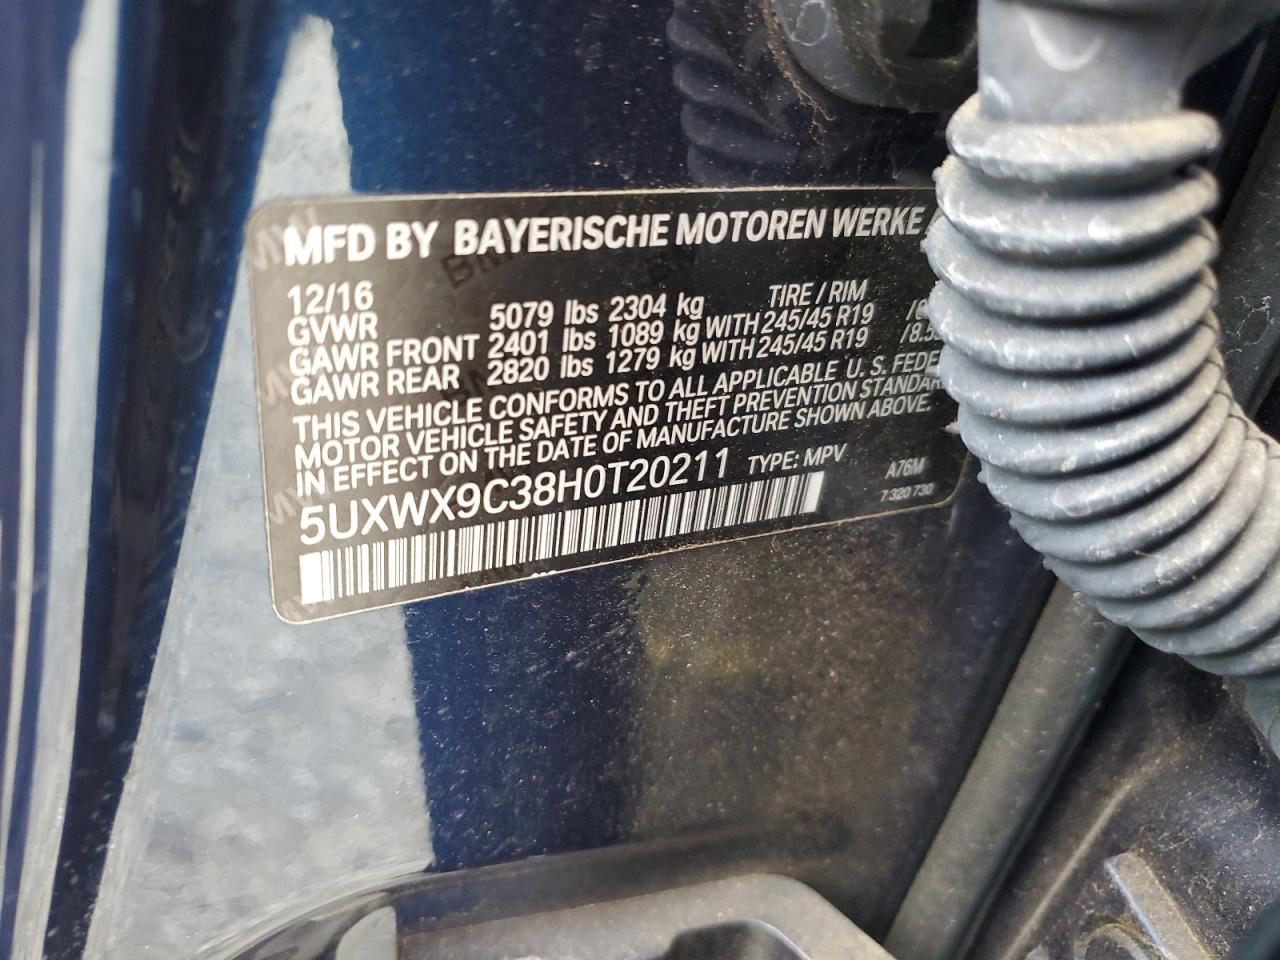 MFD BY BAYERISCHE MOTOREN WERKE
12/16 TIRE / RIM
GVWR 5079 lbs 2304 kg
GAWR FRONT 2401 lbs 1089 kg WITH 245/45 R19
GAWR REAR 2820 lbs 1279 kg WITH 245/45 R19 /8.5
THIS VEHICLE CONFORMS TO ALL APPLICABLE U. S. FEDE
MOTOR VEHICLE SAFETY AND THEFT PREVENTION STANDAR
IN EFFECT ON THE DATE OF MANUFACTURE SHOWN ABOVE.
5UXWX9C38H0T20211 TYPE: MPV A76M
7 320 730